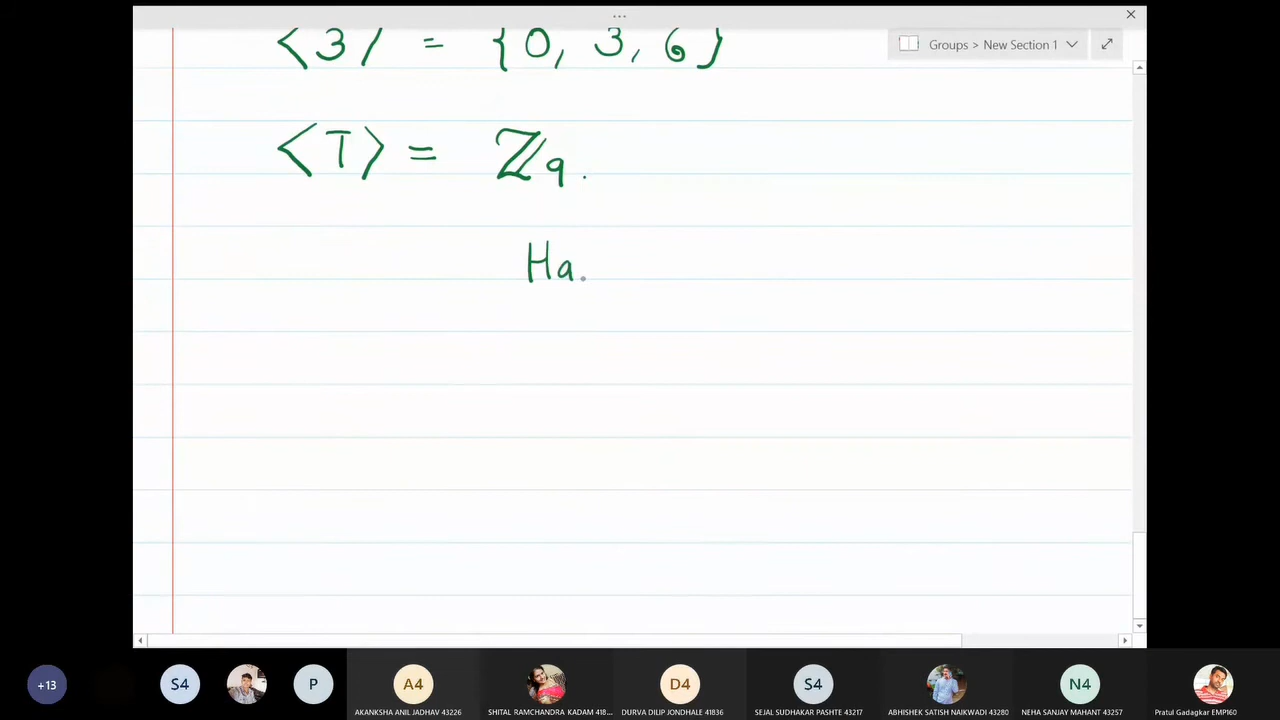 Groups > New Section 1
<3> = {0, 3, 6}
<1> = ℤ9.
Ha
+13
S4
P
A4
D4
S4
N4
AKANKSHA ANIL JADHAV 43226
SHITAL RAMCHANDRA KADAM 418...
DURVA DILIP JONDHALE 41836
SEJAL SUDHAKAR PASHTE 43217
ABHISHEK SATISH NAIKWADI 43280
NEHA SANJAY MAHANT 43257
Pratul Gadagkar EMP160